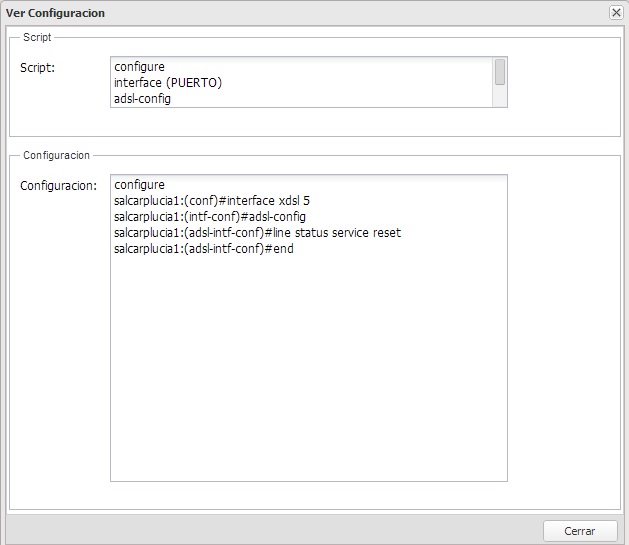 Ver Configuracion
Script
Script:
configure
interface (PUERTO)
adsl-config
Configuracion
Configuracion:
configure
salcarplucia1:(conf)#interface xdsl 5
salcarplucia1:(intf-conf)#adsl-config
salcarplucia1:(adsl-intf-conf)#line status service reset
salcarplucia1:(adsl-intf-conf)#end
Cerrar